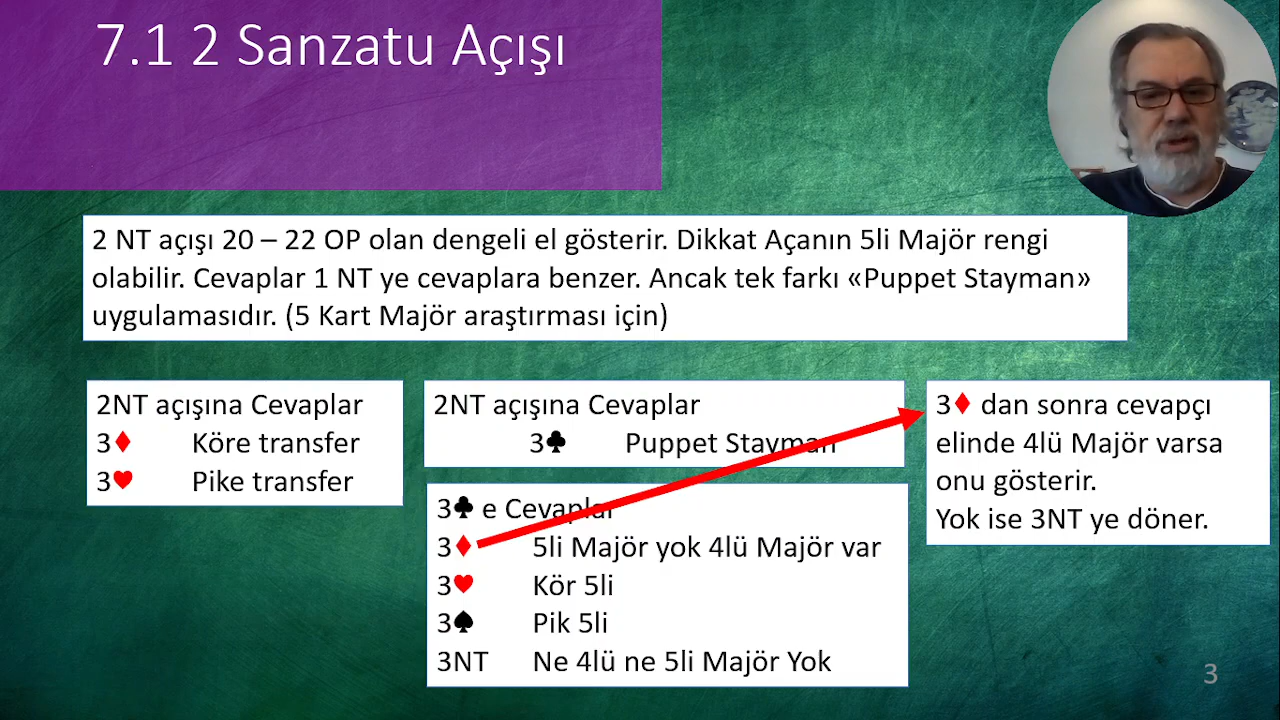 7.1 2 Sanzatu Açışı
2 NT açışı 20 – 22 OP olan dengeli el gösterir. Dikkat Açanın 5li Majör rengi
olabilir. Cevaplar 1 NT ye cevaplara benzer. Ancak tek farkı «Puppet Stayman»
uygulamasıdır. (5 Kart Majör araştırması için)
2NT açışına Cevaplar
3♦ Köre transfer
3♥ Pike transfer
2NT açışına Cevaplar
3♣ Puppet Stayman
3♣ e Cevaplar
3♦ 5li Majör yok 4lü Majör var
3♥ Kör 5li
3♠ Pik 5li
3NT Ne 4lü ne 5li Majör Yok
3♦ dan sonra cevapçı
elinde 4lü Majör varsa
onu gösterir.
Yok ise 3NT ye döner.
3